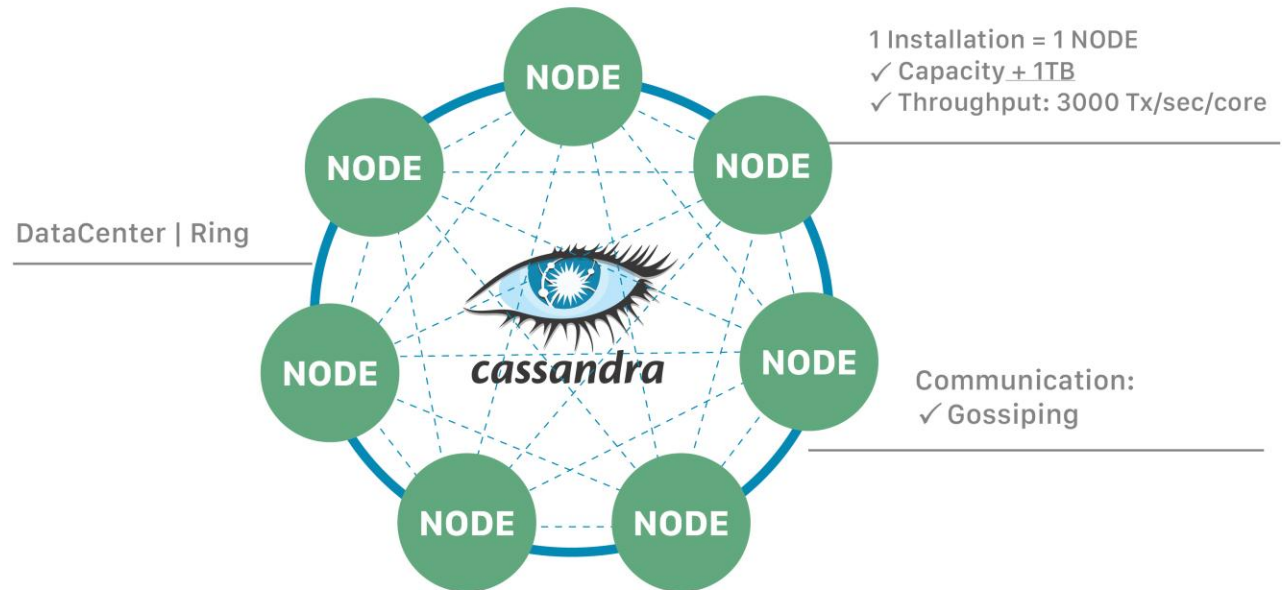 NODE
1 Installation = 1 NODE
✓ Capacity + 1TB
✓ Throughput: 3000 Tx/sec/core
NODE
NODE
DataCenter | Ring
cassandra
NODE
NODE
Communication:
✓ Gossiping
NODE
NODE